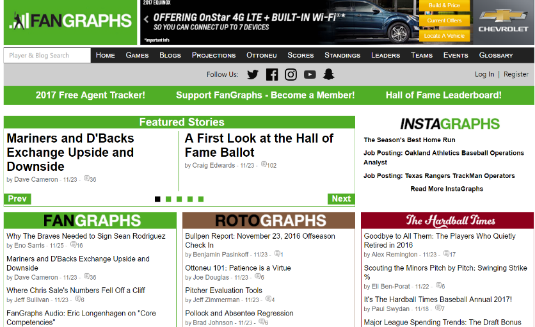 2017 EQUINOX
FANGRAPHS
OFFERING OnStar 4G LTE + BUILT-IN Wi-Fi®*
SO YOU CAN CONNECT UP TO 7 DEVICES
*Important info.
Build & Price
Current Offers
Locate A Vehicle
CHEVROLET
Player & Blog Search
HOME GAMES BLOGS PROJECTIONS OTTONEU SCORES STANDINGS LEADERS TEAMS EVENTS GLOSSARY
Follow Us:
Log In | Register
2017 Free Agent Tracker! Support FanGraphs - Become a Member! Hall of Fame Leaderboard!
Featured Stories
Mariners and D'Backs
Exchange Upside and
Downside
by Dave Cameron - 11/23 - 36
A First Look at the Hall of
Fame Ballot
by Craig Edwards - 11/23 - 102
Prev
Next
INSTAGRAPHS
The Season's Best Home Run
Job Posting: Oakland Athletics Baseball Operations
Analyst
Job Posting: Texas Rangers TrackMan Operators
Read More InstaGraphs
FANGRAPHS
Why The Braves Needed to Sign Sean Rodriguez
by Eno Sarris - 11/25 - 16
Mariners and D'Backs Exchange Upside and
Downside
by Dave Cameron - 11/23 - 36
Where Chris Sale's Numbers Fell Off a Cliff
by Jeff Sullivan - 11/23 - 8
FanGraphs Audio: Eric Longenhagen on "Core
Competencies"
ROTOGRAPHS
Bullpen Report: November 23, 2016 Offseason
Check In
by Benjamin Pasinkoff - 11/23 - 1
Ottoneu 101: Patience is a Virtue
by Joe Douglas - 11/23 - 6
Pitcher Evaluation Tools
by Jeff Zimmerman - 11/23 - 4
Pollock and Absentee Regression
by Brad Johnson - 11/23 - 5
The Hardball Times
Goodbye to All Them: The Players Who Quietly
Retired in 2016
by Alex Remington - 11/23 - 17
Scouting the Minors Pitch by Pitch: Swinging Strike
%
by Eli Ben-Porat - 11/22 - 6
It's The Hardball Times Baseball Annual 2017!
by Paul Swydan - 11/18 - 7
Major League Spending Trends: The Draft Bonus